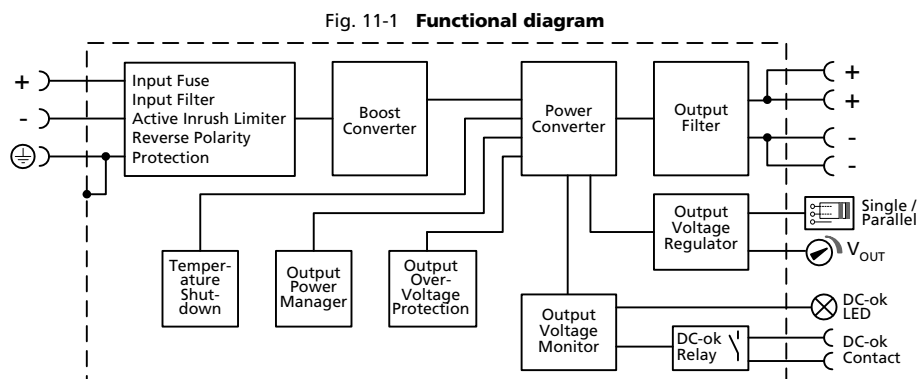 Fig. 11-1 Functional diagram
+
-
Input Fuse
Input Filter
Active Inrush Limiter
Reverse Polarity
Protection
Boost
Converter
Power
Converter
Output
Filter
+
+
-
-
Output
Voltage
Regulator
Single /
Parallel
VOUT
Temper-
ature
Shut-
down
Output
Power
Manager
Output
Over-
Voltage
Protection
Output
Voltage
Monitor
DC-ok
LED
DC-ok
Relay
DC-ok
Contact